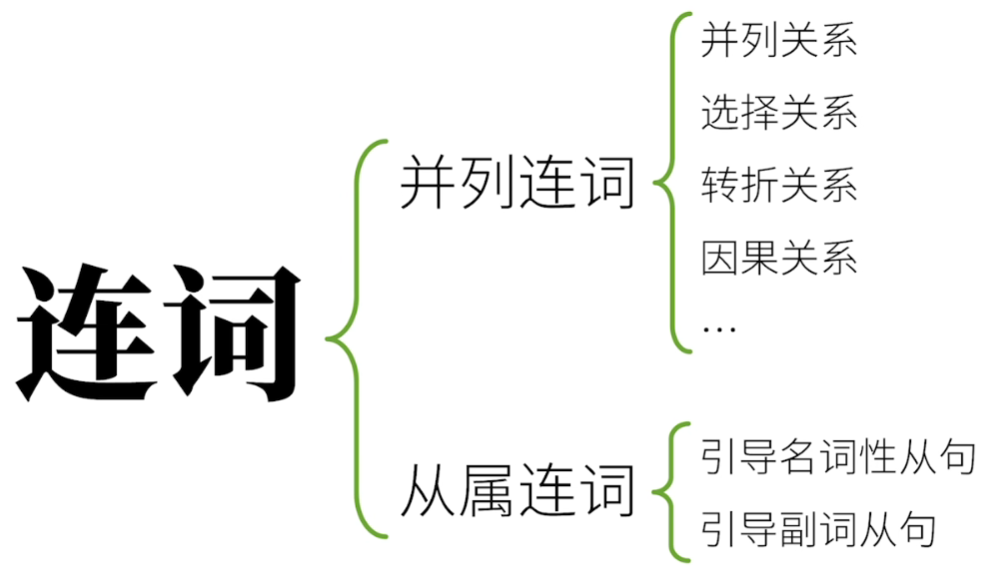 连词
并列连词
并列关系
选择关系
转折关系
因果关系
…
从属连词
引导名词性从句
引导副词从句